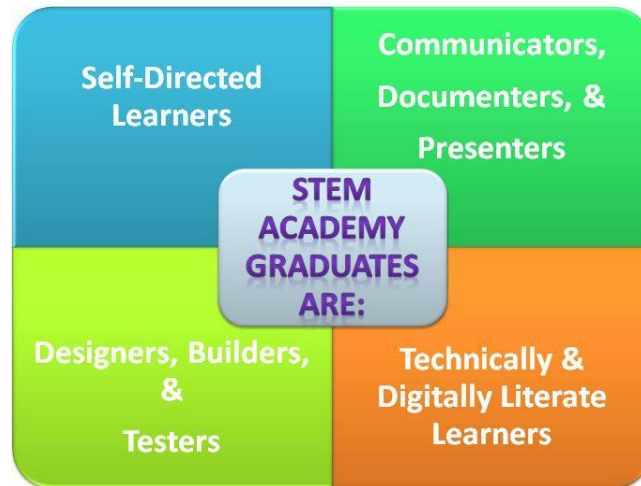 Self-Directed
Learners
Communicators,
Documenters, &
Presenters
STEM
ACADEMY
GRADUATES
ARE:
Designers, Builders,
&
Testers
Technically &
Digitally Literate
Learners